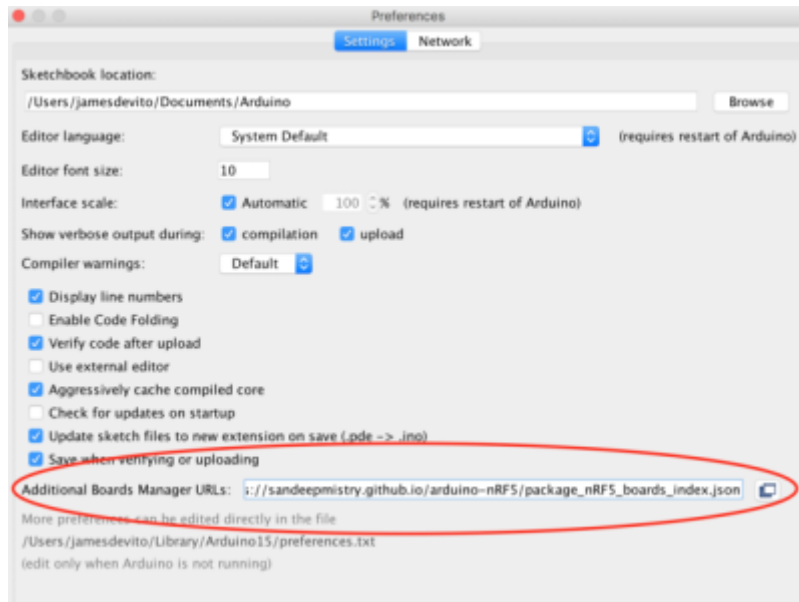 Preferences
Settings Network
Sketchbook location:
/Users/jamesdevito/Documents/Arduino Browse
Editor language: System Default (requires restart of Arduino)
Editor font size: 10
Interface scale: Automatic 100 % (requires restart of Arduino)
Show verbose output during: compilation upload
Compiler warnings: Default
Display line numbers
Enable Code Folding
Verify code after upload
Use external editor
Aggressively cache compiled core
Check for updates on startup
Update sketch files to new extension on save (.pde -> .ino)
Save when verifying or uploading
Additional Boards Manager URLs: s://sandeepmistry.github.io/arduino-nRF5/package_nRF5_boards_index.json
More preferences can be edited directly in the file
/Users/jamesdevito/Library/Arduino15/preferences.txt
(edit only when Arduino is not running)